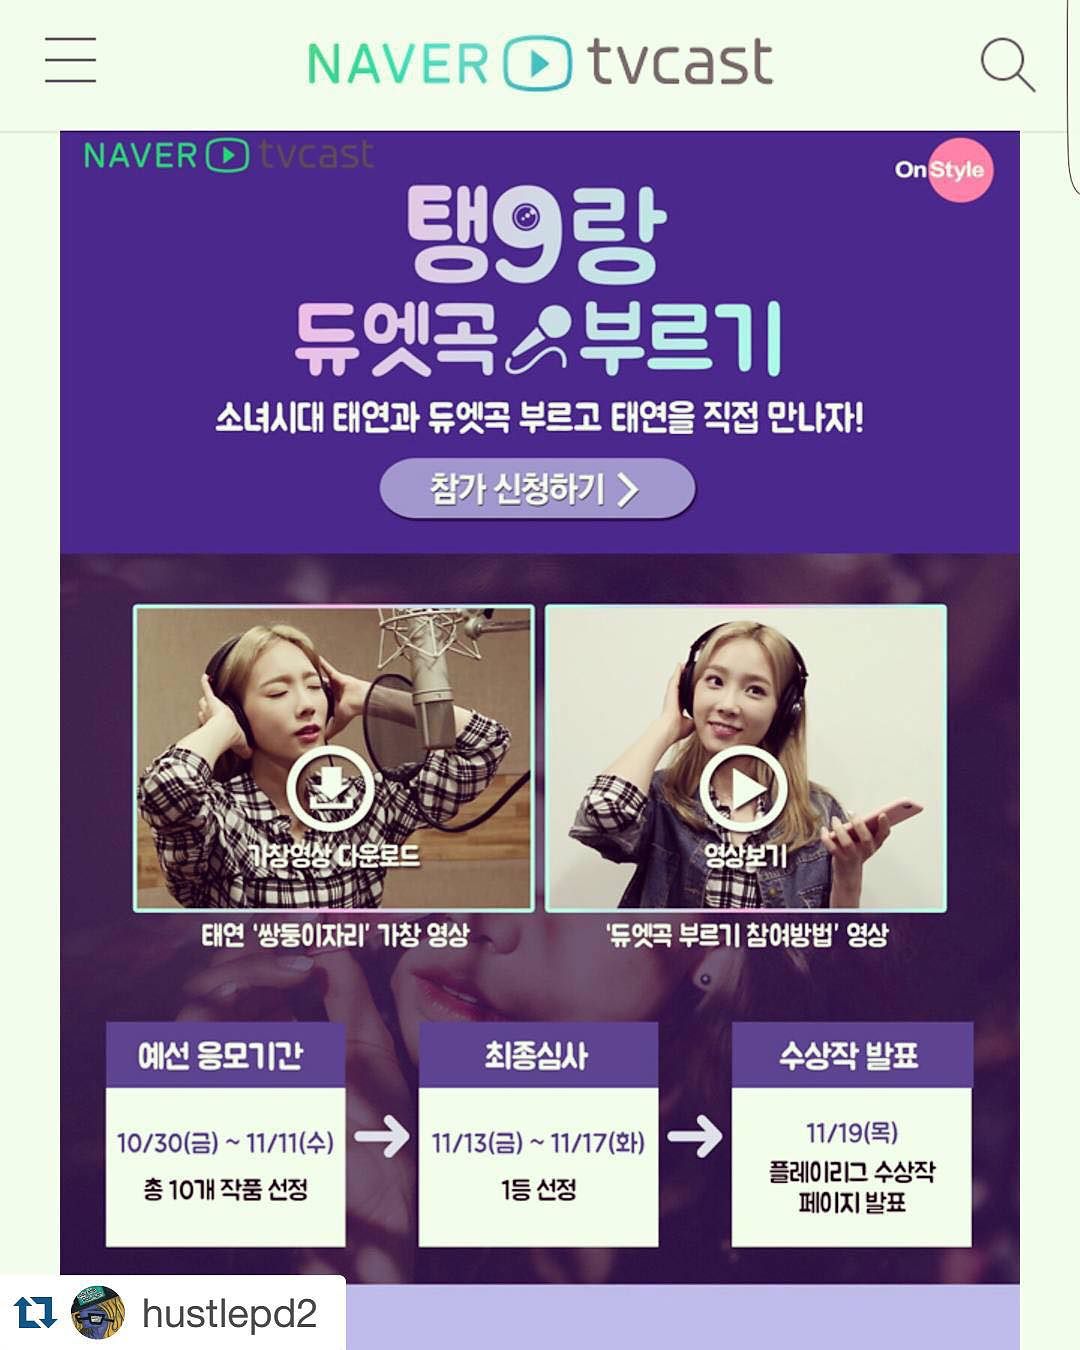 NAVER tvcast
NAVER tvcast
OnStyle
탱9랑
듀엣곡 부르기
소녀시대 태연과 듀엣곡 부르고 태연을 직접 만나자!
참가 신청하기 >
가창영상 다운로드
영상보기
태연 '쌍둥이자리' 가창 영상
'듀엣곡 부르기 참여방법' 영상
예선 응모기간
10/30(금) ~ 11/11(수)
총 10개 작품 선정
최종심사
11/13(금) ~ 11/17(화)
1등 선정
수상작 발표
11/19(목)
플레이리그 수상작
페이지 발표
hustlepd2